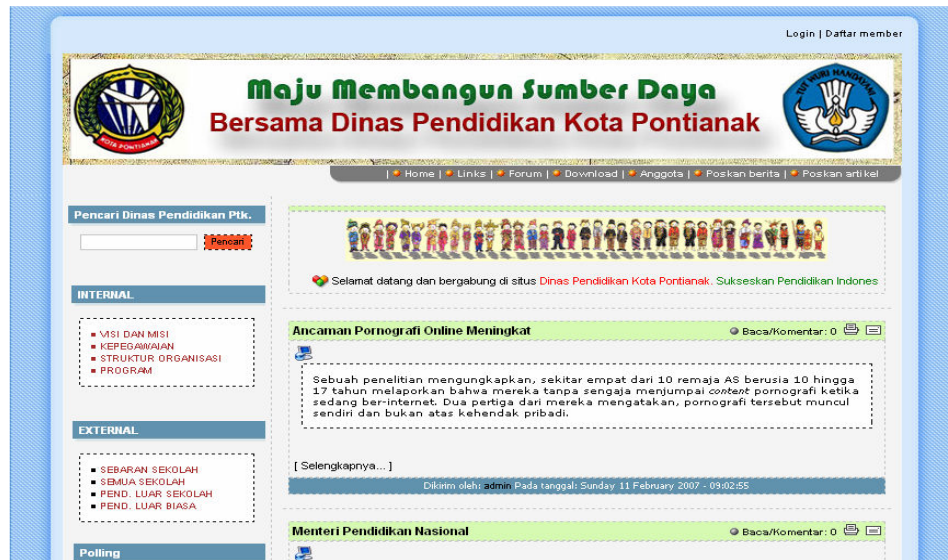 Login | Daftar member
Maju Membangun Sumber Daya
Bersama Dinas Pendidikan Kota Pontianak
KOTA PONTIANAK
TUT WURI HANDAYANI
| Home | Links | Forum | Download | Anggota | Poskan berita | Poskan artikel
Pencari Dinas Pendidikan Ptk.
Pencari
Selamat datang dan bergabung di situs Dinas Pendidikan Kota Pontianak. Sukseskan Pendidikan Indones
INTERNAL
VISI DAN MISI
KEPEGAWAIAN
STRUKTUR ORGANISASI
PROGRAM
EXTERNAL
SEBARAN SEKOLAH
SEMUA SEKOLAH
PEND. LUAR SEKOLAH
PEND. LUAR BIASA
Polling
Ancaman Pornografi Online Meningkat
Baca/Komentar: 0
Sebuah penelitian mengungkapkan, sekitar empat dari 10 remaja AS berusia 10 hingga
17 tahun melaporkan bahwa mereka tanpa sengaja menjumpai content pornografi ketika
sedang ber-internet. Dua pertiga dari mereka mengatakan, pornografi tersebut muncul
sendiri dan bukan atas kehendak pribadi.
[ Selengkapnya... ]
Dikirim oleh: admin Pada tanggal: Sunday 11 February 2007 - 09:02:55
Menteri Pendidikan Nasional
Baca/Komentar: 0